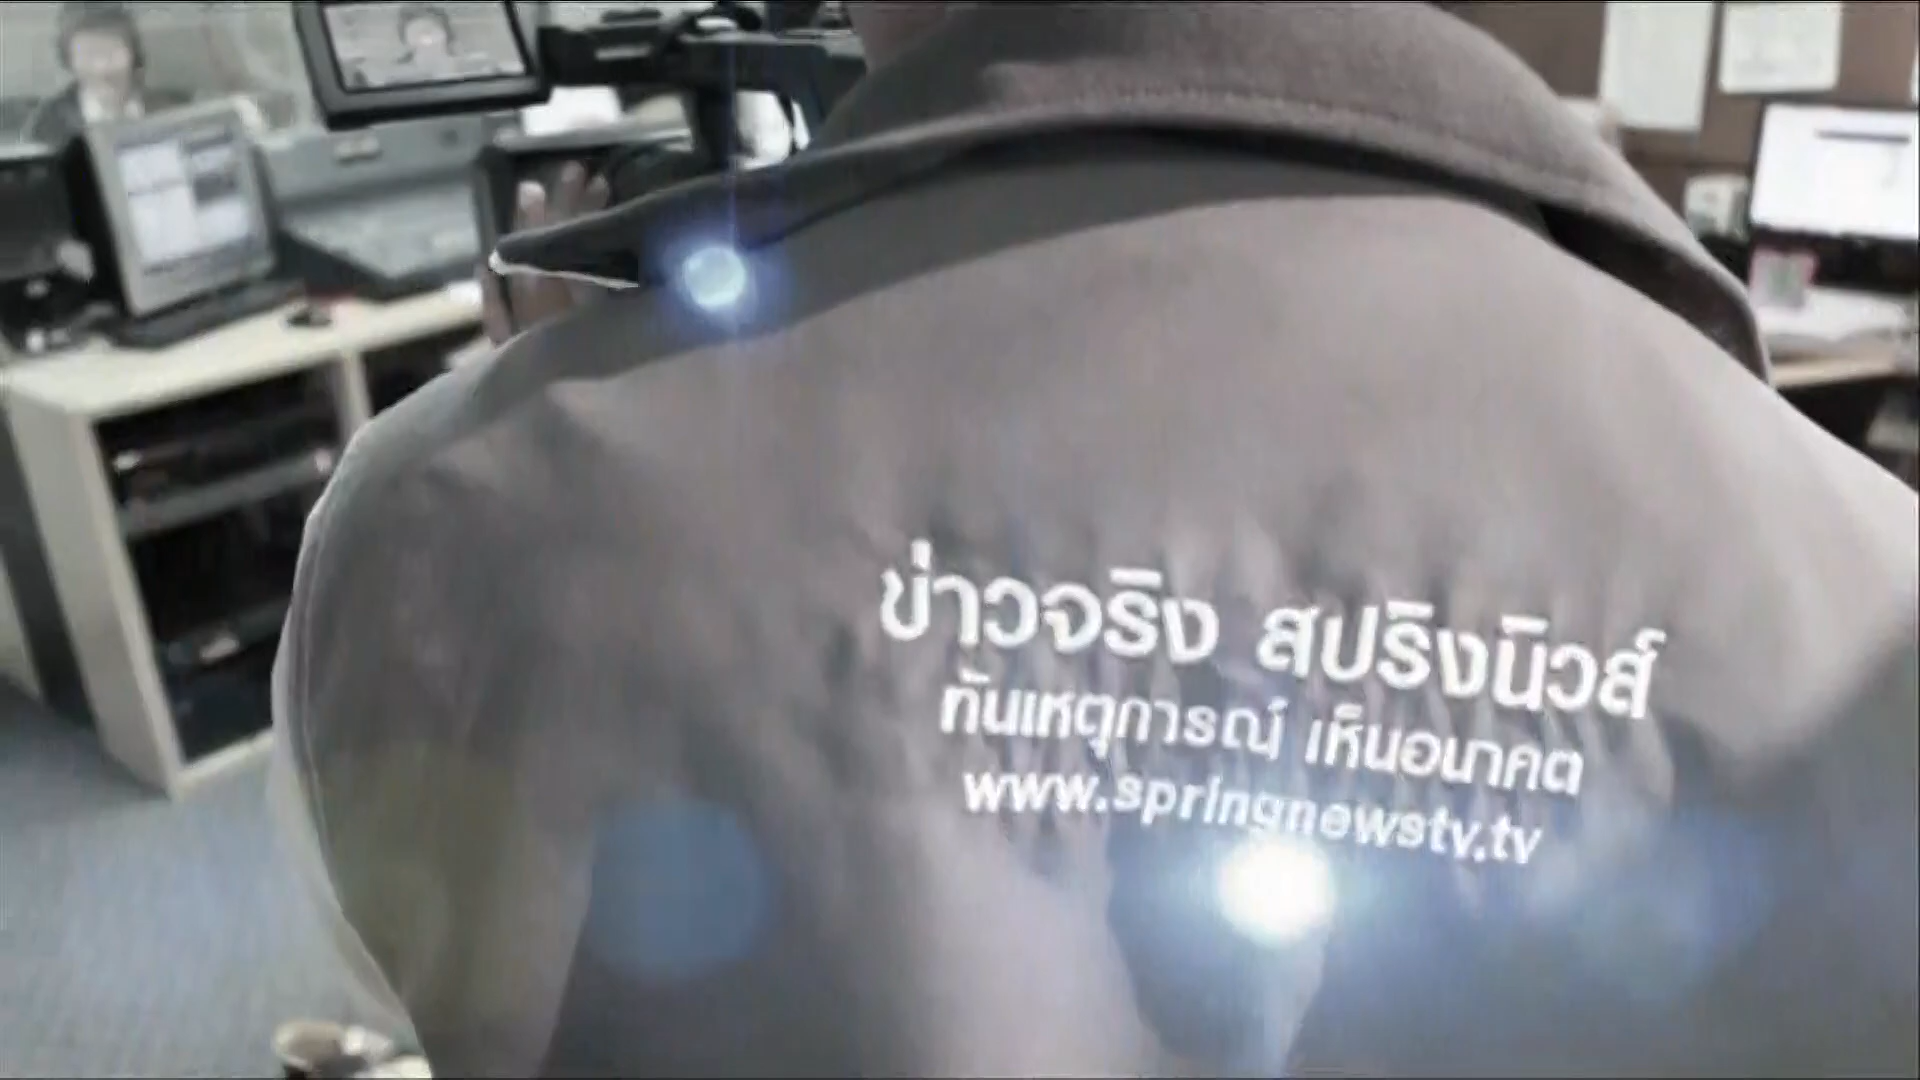 ข่าวจริง สปริงนิวส์
ทันเหตุการณ์ เห็นอนาคต
www.springnewstv.tv